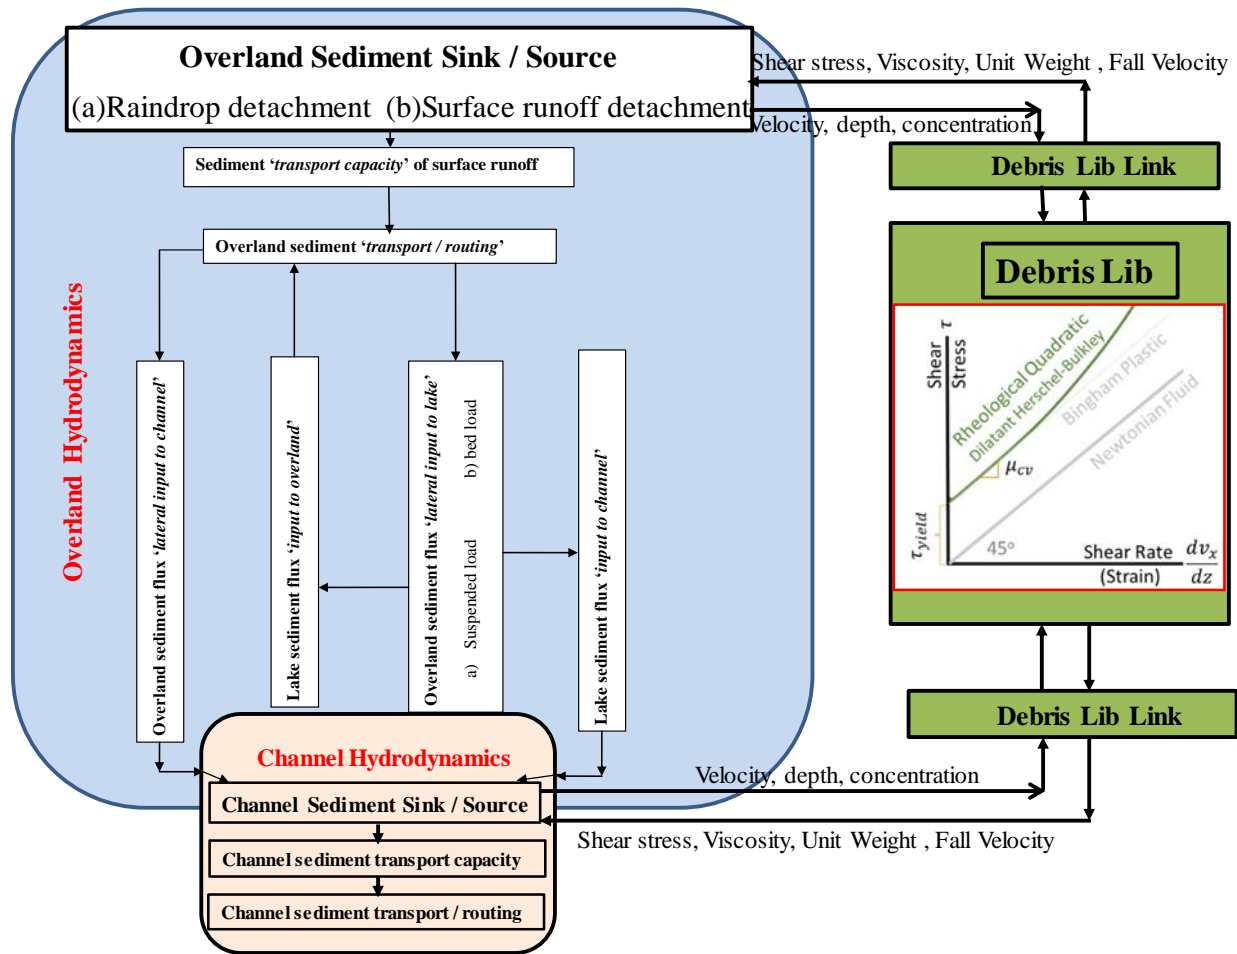 Overland Sediment Sink / Source
(a)Raindrop detachment (b)Surface runoff detachment
Shear stress, Viscosity, Unit Weight , Fall Velocity
Velocity, depth, concentration
Debris Lib Link
Sediment ‘transport capacity’ of surface runoff
Overland sediment ‘transport / routing’
Overland Hydrodynamics
Overland sediment flux ‘lateral input to channel’
Lake sediment flux ‘input to overland’
Overland sediment flux ‘lateral input to lake’
a) Suspended load b) bed load
Lake sediment flux ‘input to channel’
Debris Lib
Shear
Stress
τ
Rheological Quadratic
Dilatant Herschel-Bulkley
Bingham Plastic
Newtonian Fluid
μcv
τyield
45º
Shear Rate
(Strain)
dvx
dz
Debris Lib Link
Channel Hydrodynamics
Channel Sediment Sink / Source
Channel sediment transport capacity
Channel sediment transport / routing
Velocity, depth, concentration
Shear stress, Viscosity, Unit Weight , Fall Velocity